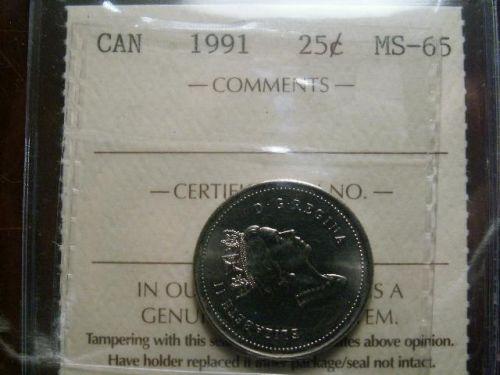 CAN 1991 25¢ MS-65
— COMMENTS —
— CERTIF NO. —
D·G·REGINA
ELIZABETH II
IN OU S A
GENU EM.
Tampering with this sea tes above opinion.
Have holder replaced if package/seal not intact.